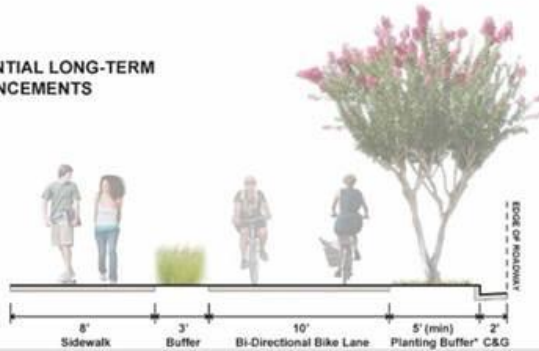 NTIAL LONG-TERM
NCEMENTS
EDGE OF ROADWAY
8' 3' 10' 5' (min) 2'
Sidewalk Buffer Bi-Directional Bike Lane Planting Buffer* C&G